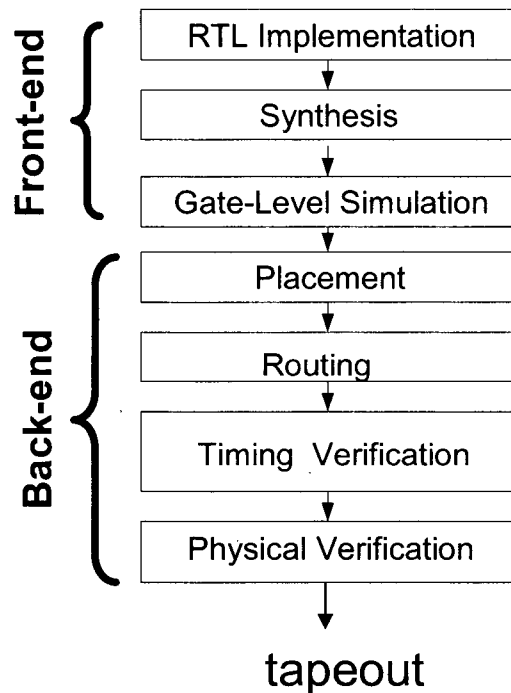 Front-end
RTL Implementation
Synthesis
Gate-Level Simulation
Back-end
Placement
Routing
Timing Verification
Physical Verification
tapeout